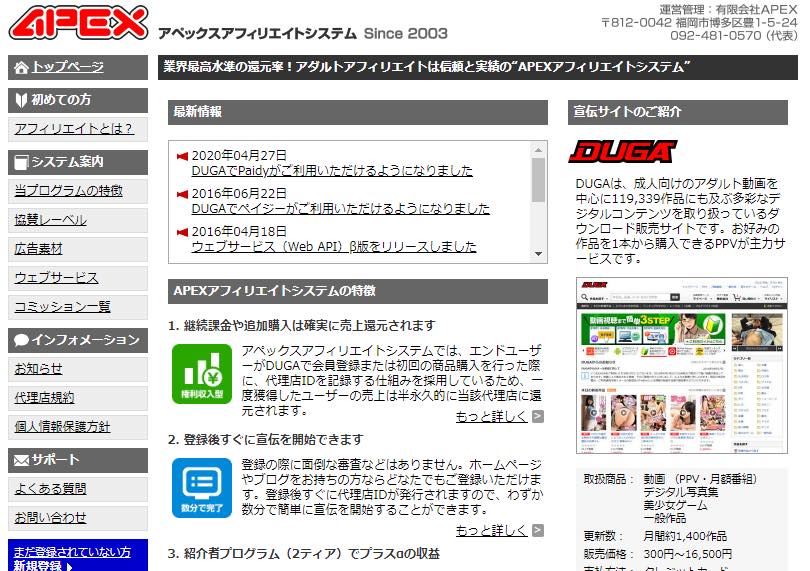 APEX
アペックスアフィリエイトシステム Since 2003
運営管理：有限会社APEX
〒812-0042 福岡市博多区豊1-5-24
092-481-0570（代表）
トップページ
初めての方
アフィリエイトとは？
システム案内
当プログラムの特徴
協賛レーベル
広告素材
ウェブサービス
コミッション一覧
インフォメーション
お知らせ
代理店規約
個人情報保護方針
サポート
よくある質問
お問い合わせ
まだ登録されていない方
新規登録
業界最高水準の還元率！アダルトアフィリエイトは信頼と実績の“APEXアフィリエイトシステム”
最新情報
2020年04月27日
DUGAでPaidyがご利用いただけるようになりました
2016年06月22日
DUGAでペイジーがご利用いただけるようになりました
2016年04月18日
ウェブサービス（Web API）β版をリリースしました
APEXアフィリエイトシステムの特徴
1. 継続課金や追加購入は確実に売上還元されます
権利収入型
アペックスアフィリエイトシステムでは、エンドユーザ
ーがDUGAで会員登録または初回の商品購入を行った際
に、代理店IDを記録する仕組みを採用しているため、一
度獲得したユーザーの売上は半永久的に当該代理店に還
元されます。
もっと詳しく
2. 登録後すぐに宣伝を開始できます
数分で完了
登録の際に面倒な審査などはありません。ホームページ
やブログをお持ちの方ならどなたでもご登録いただけま
す。登録後すぐに代理店IDが発行されますので、わずか
数分で簡単に宣伝を開始することができます。
もっと詳しく
3. 紹介者プログラム（2ティア）でプラスαの収益
宣伝サイトのご紹介
DUGA
DUGAは、成人向けのアダルト動画を
中心に119,339作品にも及ぶ多彩なデ
ジタルコンテンツを取り扱っているダ
ウンロード販売サイトです。お好みの
作品を1本から購入できるPPVが主力サ
ービスです。
DUGA
動画視聴まで簡単3STEP
取扱商品： 動画 （PPV・月額番組）
デジタル写真集
美少女ゲーム
一般作品
更新数： 月間約1,400作品
販売価格： 300円～16,500円